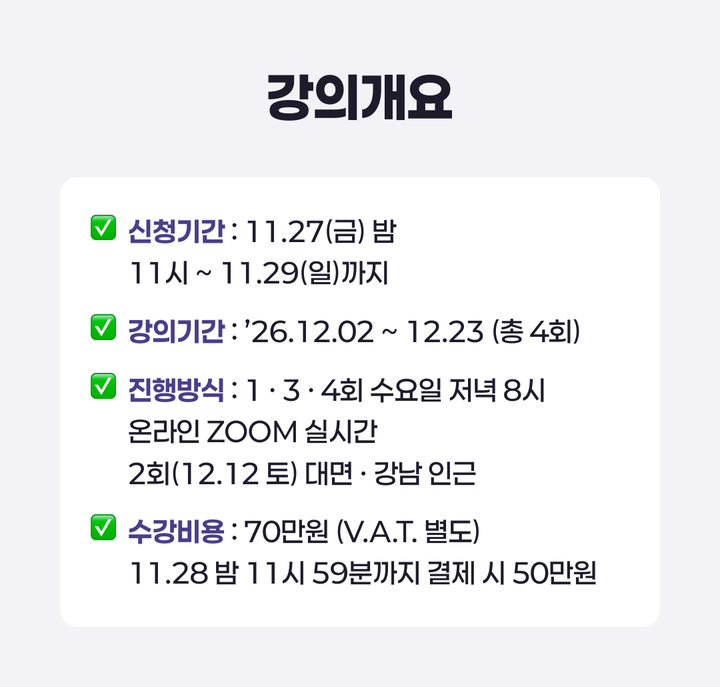 강의개요
✅ 신청기간 : 11.27(금) 밤
11시 ~ 11.29(일)까지
✅ 강의기간 : ’26.12.02 ~ 12.23 (총 4회)
✅ 진행방식 : 1 · 3 · 4회 수요일 저녁 8시
온라인 ZOOM 실시간
2회(12.12 토) 대면 · 강남 인근
✅ 수강비용 : 70만원 (V.A.T. 별도)
11.28 밤 11시 59분까지 결제 시 50만원